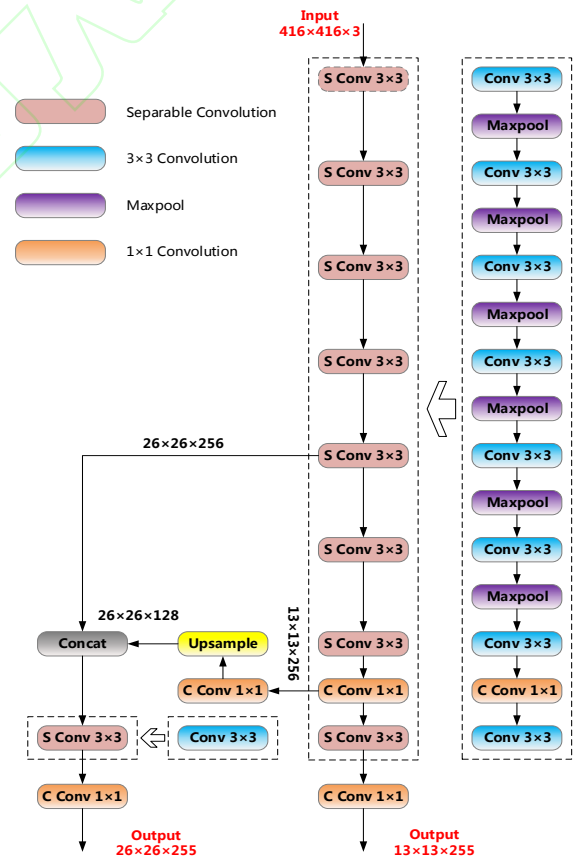 Input
416×416×3
Separable Convolution
3×3 Convolution
Maxpool
1×1 Convolution
S Conv 3×3
S Conv 3×3
S Conv 3×3
S Conv 3×3
S Conv 3×3
S Conv 3×3
S Conv 3×3
C Conv 1×1
S Conv 3×3
C Conv 1×1
Output
13×13×255
26×26×256
26×26×128
13×13×256
Concat
Upsample
C Conv 1×1
S Conv 3×3
Conv 3×3
C Conv 1×1
Output
26×26×255
Conv 3×3
Maxpool
Conv 3×3
Maxpool
Conv 3×3
Maxpool
Conv 3×3
Maxpool
Conv 3×3
Maxpool
Conv 3×3
Maxpool
Conv 3×3
C Conv 1×1
Conv 3×3